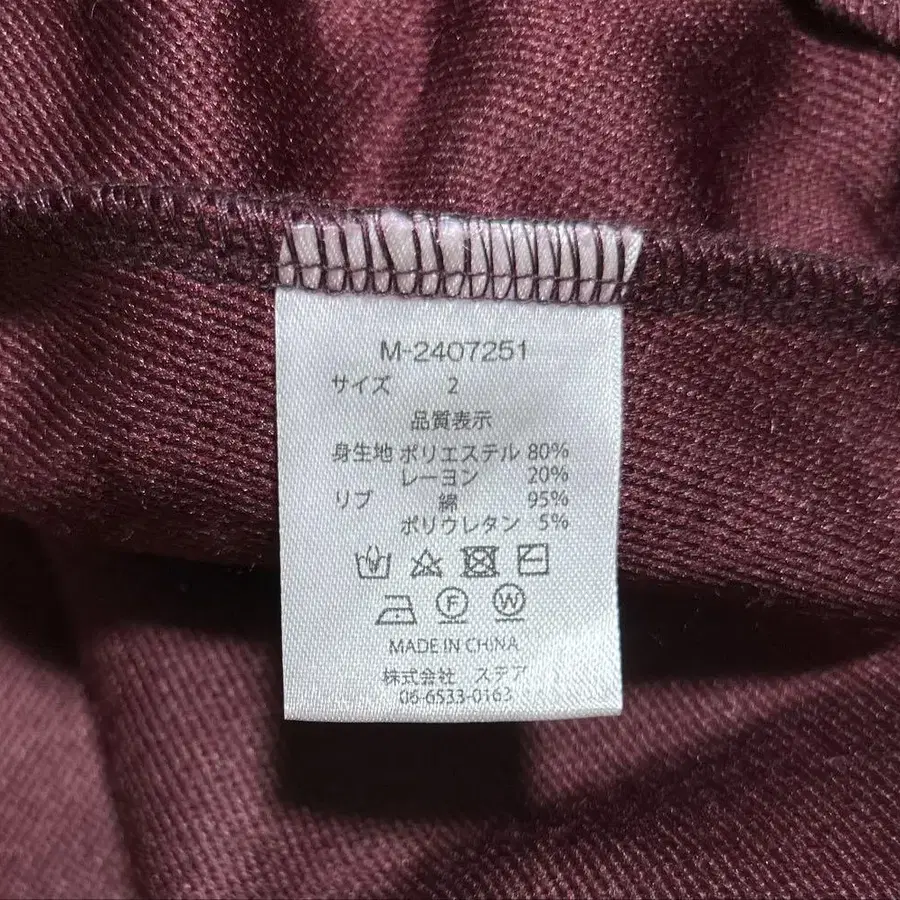 M-2407251
サイズ 2
品質表示
身生地 ポリエステル 80%
レーヨン 20%
リブ 綿 95%
ポリウレタン 5%
F W
MADE IN CHINA
株式会社 ステア
06-6533-0163